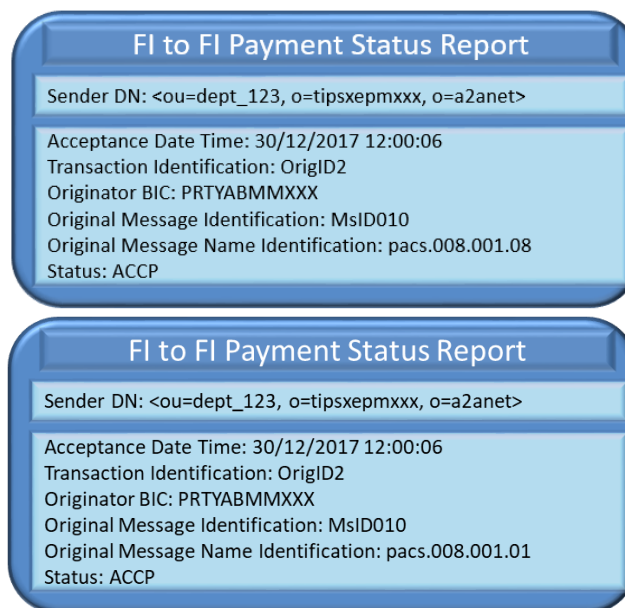 FI to FI Payment Status Report
Sender DN: <ou=dept_123, o=tipsxepmxxx, o=a2anet>
Acceptance Date Time: 30/12/2017 12:00:06
Transaction Identification: OrigID2
Originator BIC: PRTYABMMXXX
Original Message Identification: MsID010
Original Message Name Identification: pacs.008.001.08
Status: ACCP
FI to FI Payment Status Report
Sender DN: <ou=dept_123, o=tipsxepmxxx, o=a2anet>
Acceptance Date Time: 30/12/2017 12:00:06
Transaction Identification: OrigID2
Originator BIC: PRTYABMMXXX
Original Message Identification: MsID010
Original Message Name Identification: pacs.008.001.01
Status: ACCP